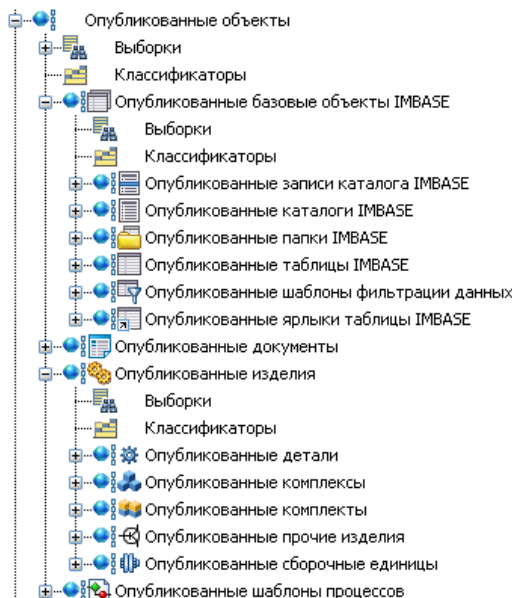 Опубликованные объекты
Выборки
Классификаторы
Опубликованные базовые объекты IMBASE
Выборки
Классификаторы
Опубликованные записи каталога IMBASE
Опубликованные каталоги IMBASE
Опубликованные папки IMBASE
Опубликованные таблицы IMBASE
Опубликованные шаблоны фильтрации данных
Опубликованные ярлыки таблицы IMBASE
Опубликованные документы
Опубликованные изделия
Выборки
Классификаторы
Опубликованные детали
Опубликованные комплексы
Опубликованные комплекты
Опубликованные прочие изделия
Опубликованные сборочные единицы
Опубликованные шаблоны процессов